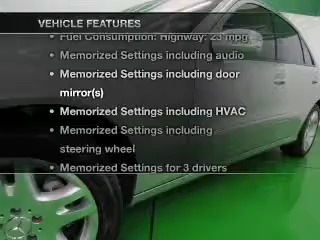 VEHICLE FEATURES
• Fuel Consumption: Highway: 23 mpg
• Memorized Settings including audio
• Memorized Settings including door
mirror(s)
• Memorized Settings including HVAC
• Memorized Settings including
steering wheel
• Memorized Settings for 3 drivers